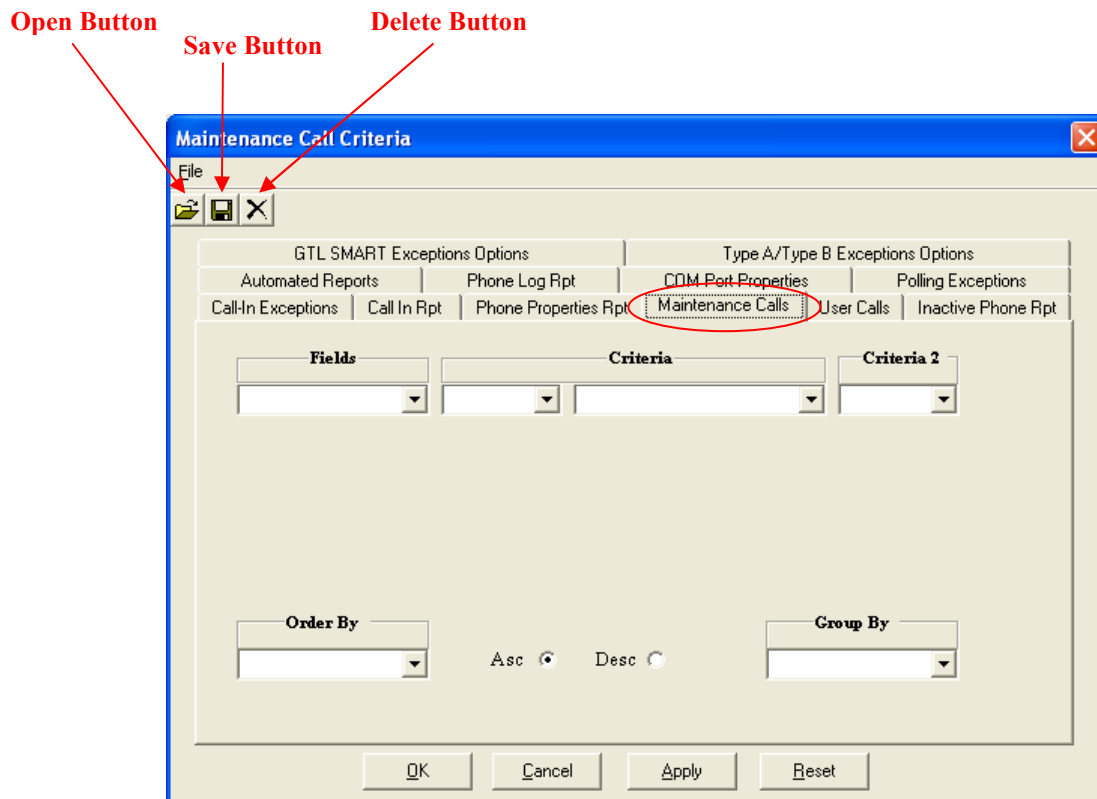 Open Button
Save Button
Delete Button
Maintenance Call Criteria
File
GTL SMART Exceptions Options
Type A/Type B Exceptions Options
Automated Reports
Phone Log Rpt
COM Port Properties
Polling Exceptions
Call-In Exceptions
Call In Rpt
Phone Properties Rpt
Maintenance Calls
User Calls
Inactive Phone Rpt
Fields
Criteria
Criteria 2
Order By
Asc
Desc
Group By
OK
Cancel
Apply
Reset